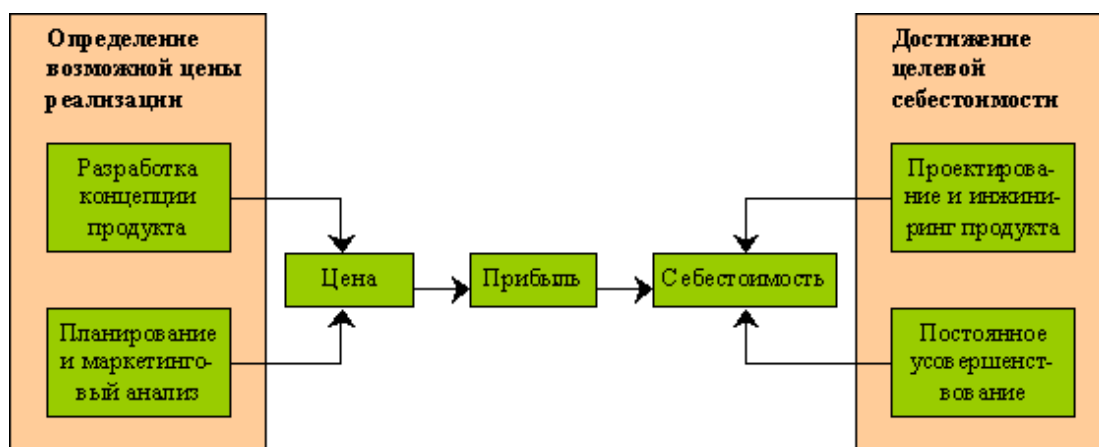 Определение
возможной цены
реализации
Разработка
концепции
продукта
Планирование
и маркетинго-
вый анализ
Цена
Прибыль
Себестоимость
Достижение
целевой
себестоимости
Проектирова-
ние и инжини-
ринг продукта
Постоянное
усовершенст-
вование